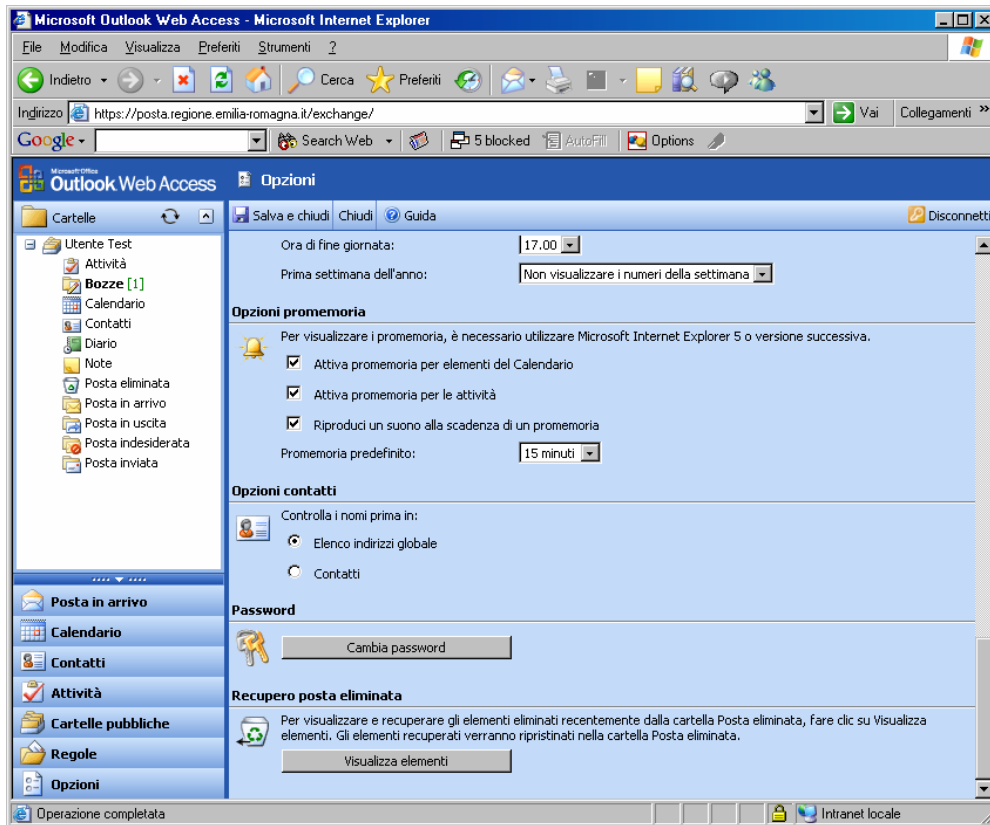 Microsoft Outlook Web Access - Microsoft Internet Explorer
File Modifica Visualizza Preferiti Strumenti ?
Indietro Cerca Preferiti
Indirizzo https://posta.regione.emilia-romagna.it/exchange/ Vai Collegamenti »
Google Search Web 5 blocked AutoFill Options
Microsoft Office
Outlook Web Access Opzioni
Cartelle Salva e chiudi Chiudi Guida Disconnetti
Utente Test
Attività
Bozze [1]
Calendario
Contatti
Diario
Note
Posta eliminata
Posta in arrivo
Posta in uscita
Posta indesiderata
Posta inviata
Posta in arrivo
Calendario
Contatti
Attività
Cartelle pubbliche
Regole
Opzioni
Ora di fine giornata: 17.00
Prima settimana dell'anno: Non visualizzare i numeri della settimana
Opzioni promemoria
Per visualizzare i promemoria, è necessario utilizzare Microsoft Internet Explorer 5 o versione successiva.
Attiva promemoria per elementi del Calendario
Attiva promemoria per le attività
Riproduci un suono alla scadenza di un promemoria
Promemoria predefinito: 15 minuti
Opzioni contatti
Controlla i nomi prima in:
Elenco indirizzi globale
Contatti
Password
Cambia password
Recupero posta eliminata
Per visualizzare e recuperare gli elementi eliminati recentemente dalla cartella Posta eliminata, fare clic su Visualizza
elementi. Gli elementi recuperati verranno ripristinati nella cartella Posta eliminata.
Visualizza elementi
Operazione completata Intranet locale